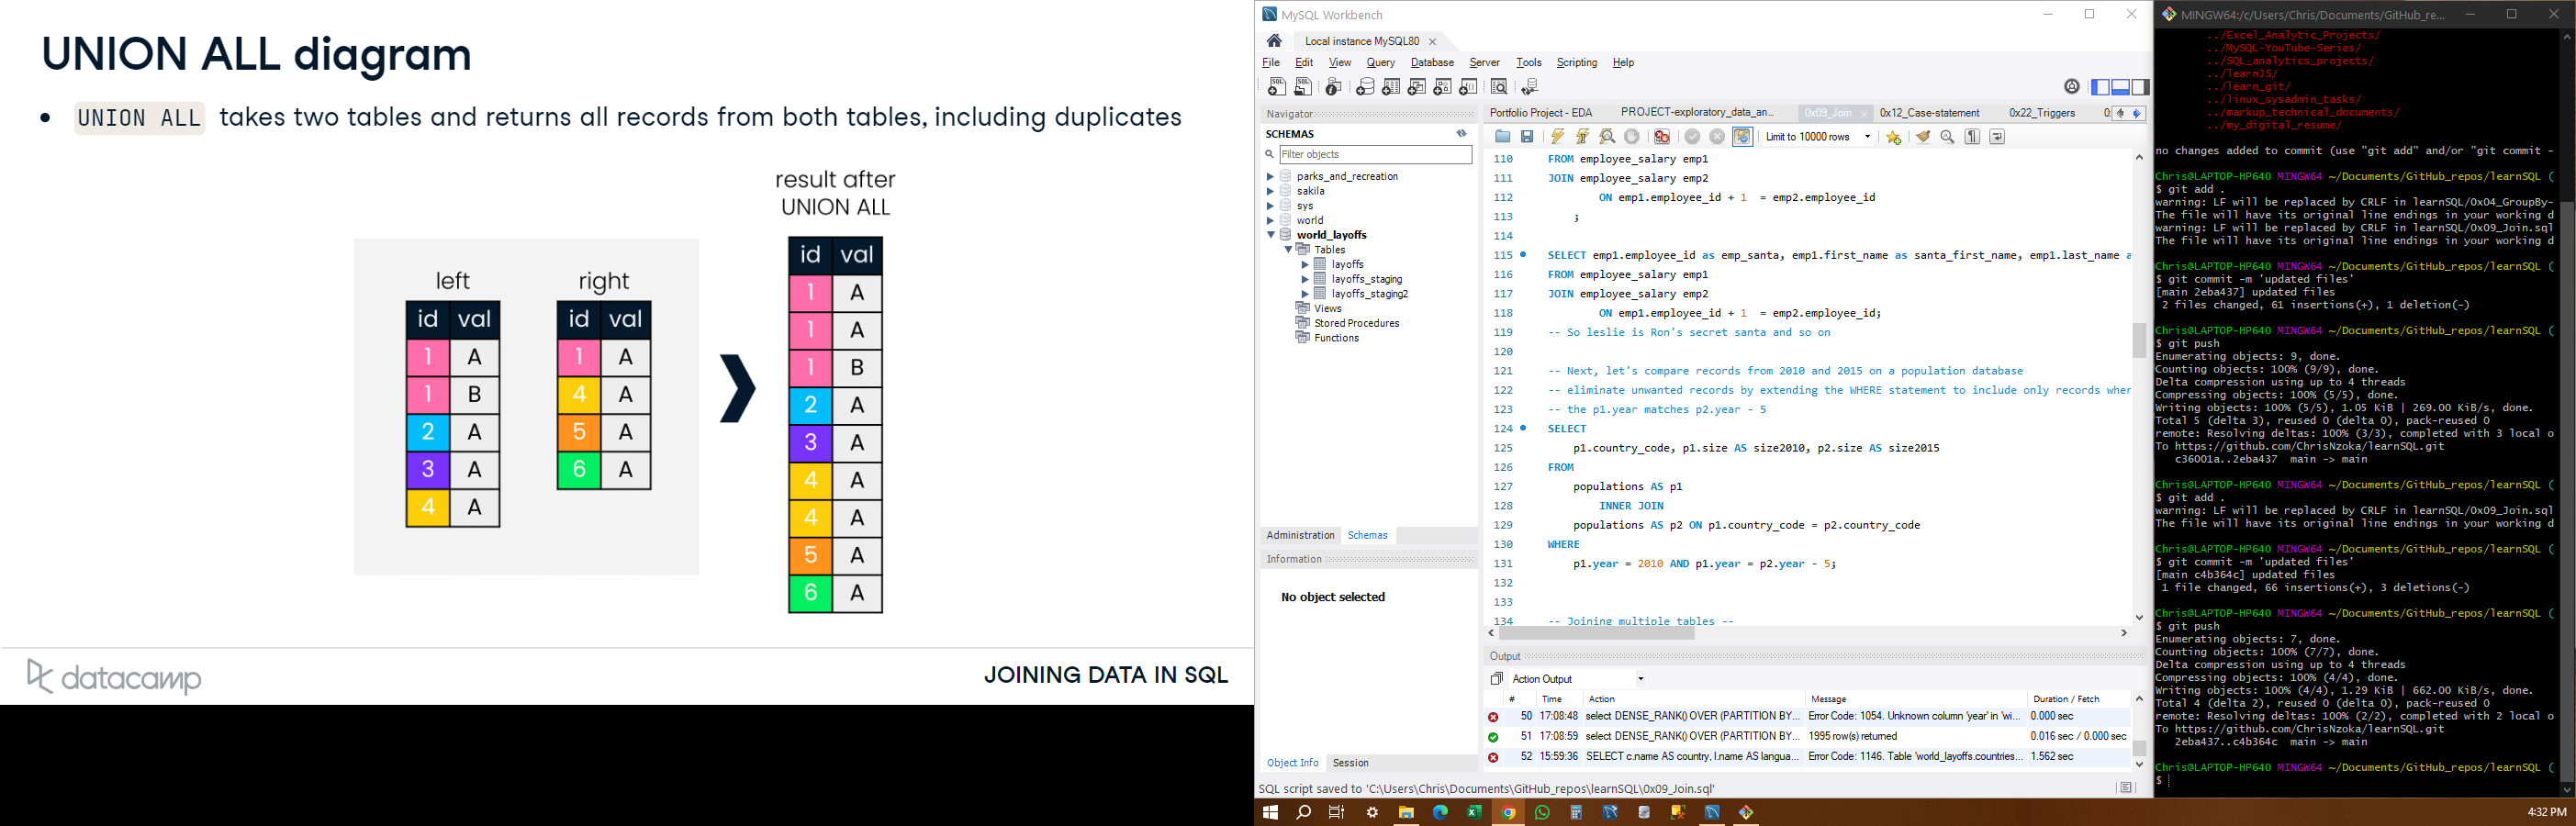 UNION ALL diagram
• UNION ALL takes two tables and returns all records from both tables, including duplicates
left
id val
1 A
1 B
2 A
3 A
4 A
right
id val
1 A
4 A
5 A
6 A
result after
UNION ALL
id val
1 A
1 A
1 B
2 A
3 A
4 A
4 A
5 A
6 A
datacamp
JOINING DATA IN SQL
MySQL Workbench
Local instance MySQL80
File Edit View Query Database Server Tools Scripting Help
Navigator
SCHEMAS
Filter objects
parks_and_recreation
sakila
sys
world
world_layoffs
Tables
layoffs
layoffs_staging
layoffs_staging2
Views
Stored Procedures
Functions
Administration Schemas
Information
No object selected
Object Info Session
Portfolio Project - EDA PROJECT-exploratory_data_an... 0x09_Join 0x12_Case-statement 0x22_Triggers
Limit to 10000 rows
110 FROM employee_salary emp1
111 JOIN employee_salary emp2
112 ON emp1.employee_id + 1 = emp2.employee_id
113 ;
114
115 SELECT emp1.employee_id as emp_santa, emp1.first_name as santa_first_name, emp1.last_name a
116 FROM employee_salary emp1
117 JOIN employee_salary emp2
118 ON emp1.employee_id + 1 = emp2.employee_id;
119 -- So leslie is Ron's secret santa and so on
120
121 -- Next, let's compare records from 2010 and 2015 on a population database
122 -- eliminate unwanted records by extending the WHERE statement to include only records wher
123 -- the p1.year matches p2.year - 5
124 SELECT
125 p1.country_code, p1.size AS size2010, p2.size AS size2015
126 FROM
127 populations AS p1
128 INNER JOIN
129 populations AS p2 ON p1.country_code = p2.country_code
130 WHERE
131 p1.year = 2010 AND p1.year = p2.year - 5;
132
133
134 -- Joining multiple tables --
Output
Action Output
# Time Action Message Duration / Fetch
50 17:08:48 select DENSE_RANK() OVER (PARTITION BY... Error Code: 1054. Unknown column 'year' in 'wi... 0.000 sec
51 17:08:59 select DENSE_RANK() OVER (PARTITION BY... 1995 row(s) returned 0.016 sec / 0.000 sec
52 15:59:36 SELECT c.name AS country, l.name AS langua... Error Code: 1146. Table 'world_layoffs.countries... 1.562 sec
SQL script saved to 'C:\Users\Chris\Documents\GitHub_repos\learnSQL\0x09_Join.sql'
MINGW64:/c/Users/Chris/Documents/GitHub_re...
../Excel_Analytic_Projects/
../MySQL-YouTube-Series/
../SQL_analytics_projects/
../learnJS/
../learn_git/
../linux_sysadmin_tasks/
../markup_technical_documents/
../my_digital_resume/
no changes added to commit (use "git add" and/or "git commit -
Chris@LAPTOP-HP640 MINGW64 ~/Documents/GitHub_repos/learnSQL (
$ git add .
warning: LF will be replaced by CRLF in learnSQL/0x04_GroupBy-
The file will have its original line endings in your working d
warning: LF will be replaced by CRLF in learnSQL/0x09_Join.sql
The file will have its original line endings in your working d
Chris@LAPTOP-HP640 MINGW64 ~/Documents/GitHub_repos/learnSQL (
$ git commit -m 'updated files'
[main 2eba437] updated files
2 files changed, 61 insertions(+), 1 deletion(-)
Chris@LAPTOP-HP640 MINGW64 ~/Documents/GitHub_repos/learnSQL (
$ git push
Enumerating objects: 9, done.
Counting objects: 100% (9/9), done.
Delta compression using up to 4 threads
Compressing objects: 100% (5/5), done.
Writing objects: 100% (5/5), 1.05 KiB | 269.00 KiB/s, done.
Total 5 (delta 3), reused 0 (delta 0), pack-reused 0
remote: Resolving deltas: 100% (3/3), completed with 3 local o
To https://github.com/ChrisNzoka/learnSQL.git
c36001a..2eba437 main -> main
Chris@LAPTOP-HP640 MINGW64 ~/Documents/GitHub_repos/learnSQL (
$ git add .
warning: LF will be replaced by CRLF in learnSQL/0x09_Join.sql
The file will have its original line endings in your working d
Chris@LAPTOP-HP640 MINGW64 ~/Documents/GitHub_repos/learnSQL (
$ git commit -m 'updated files'
[main c4b364c] updated files
1 file changed, 66 insertions(+), 3 deletions(-)
Chris@LAPTOP-HP640 MINGW64 ~/Documents/GitHub_repos/learnSQL (
$ git push
Enumerating objects: 7, done.
Counting objects: 100% (7/7), done.
Delta compression using up to 4 threads
Compressing objects: 100% (4/4), done.
Writing objects: 100% (4/4), 1.29 KiB | 662.00 KiB/s, done.
Total 4 (delta 2), reused 0 (delta 0), pack-reused 0
remote: Resolving deltas: 100% (2/2), completed with 2 local o
To https://github.com/ChrisNzoka/learnSQL.git
2eba437..c4b364c main -> main
Chris@LAPTOP-HP640 MINGW64 ~/Documents/GitHub_repos/learnSQL (
$
4:32 PM